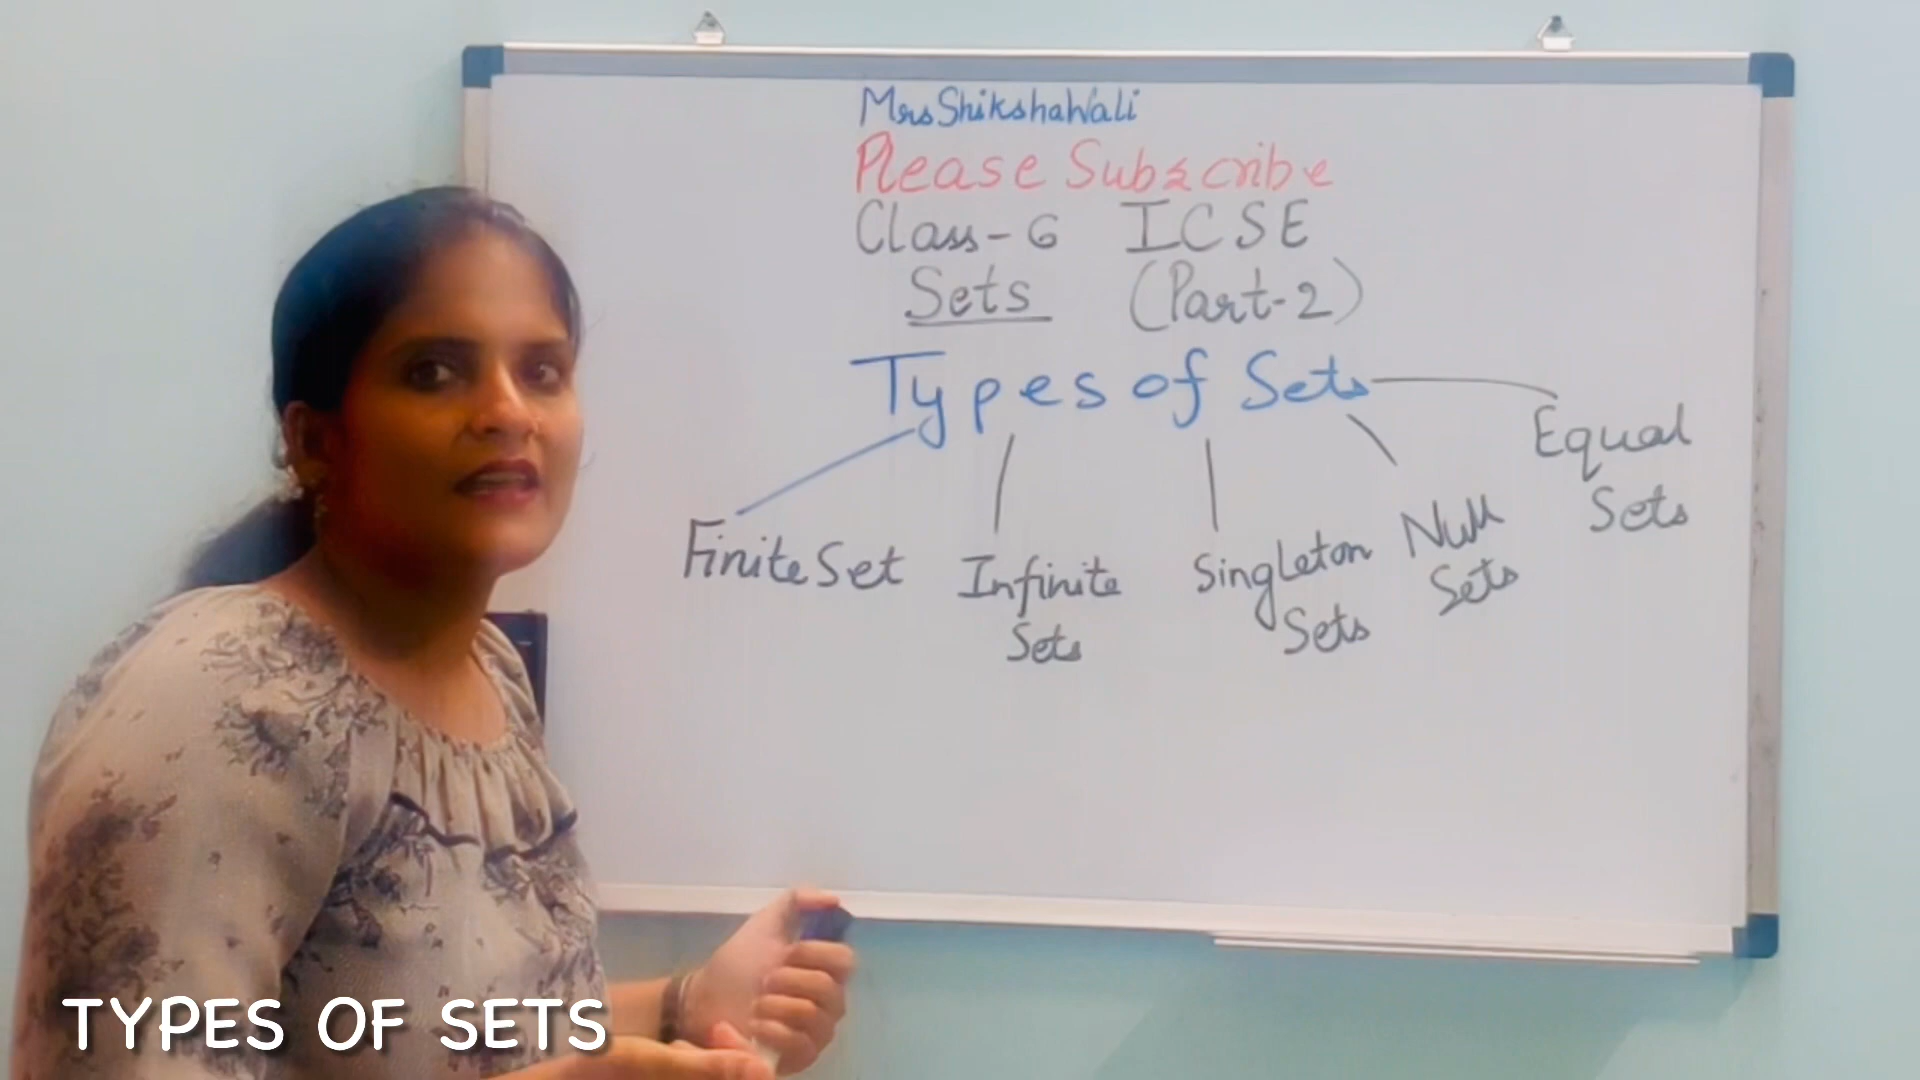 MrsShikshaWali
Please Subscribe
Class-6 ICSE
Sets (Part-2)
Types of Sets
Finite Set
Infinite
Sets
Singleton
Sets
Null
Sets
Equal
Sets
TYPES OF SETS